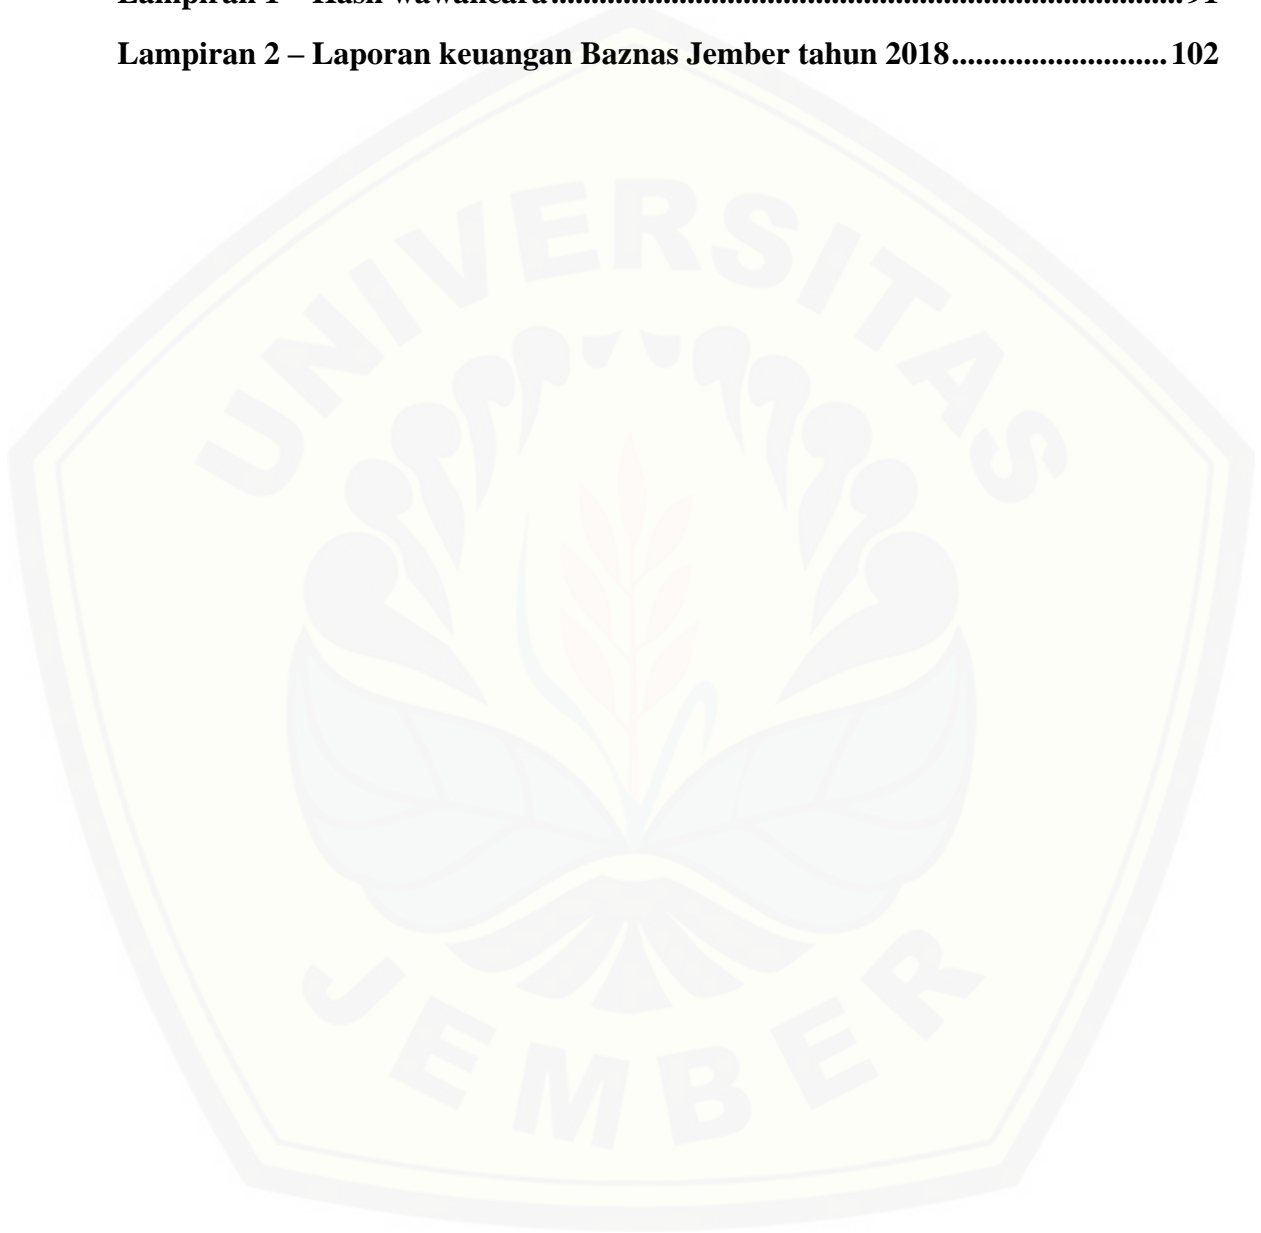 Lampiran 1 – Hasil wawancara........................................................................... 91
Lampiran 2 – Laporan keuangan Baznas Jember tahun 2018........................... 102
UNIVERSITAS
JEMBER